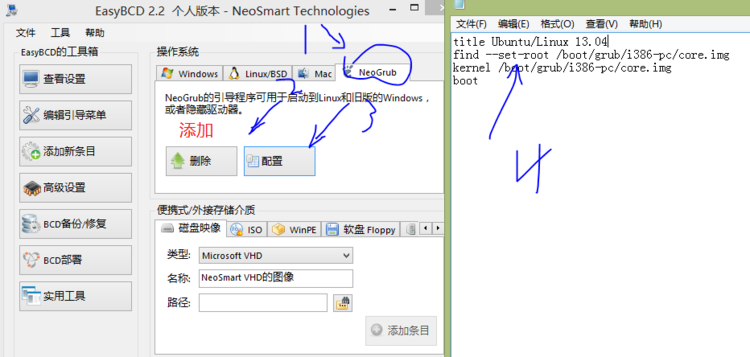 EasyBCD 2.2 个人版本 - NeoSmart Technologies
文件 工具 帮助
EasyBCD的工具箱
查看设置
编辑引导菜单
添加新条目
高级设置
BCD备份/修复
BCD部署
实用工具
操作系统
Windows Linux/BSD Mac NeoGrub
NeoGrub的引导程序可用于启动到Linux和旧版的Windows，
或者隐藏驱动器。
添加
删除 配置
1
2
3
便携式/外接存储介质
磁盘映像 ISO WinPE 软盘 Floppy
类型: Microsoft VHD
名称: NeoSmart VHD的图像
路径:
添加条目
文件(F) 编辑(E) 格式(O) 查看(V) 帮助(H)
title Ubuntu/Linux 13.04
find --set-root /boot/grub/i386-pc/core.img
kernel /boot/grub/i386-pc/core.img
boot
4